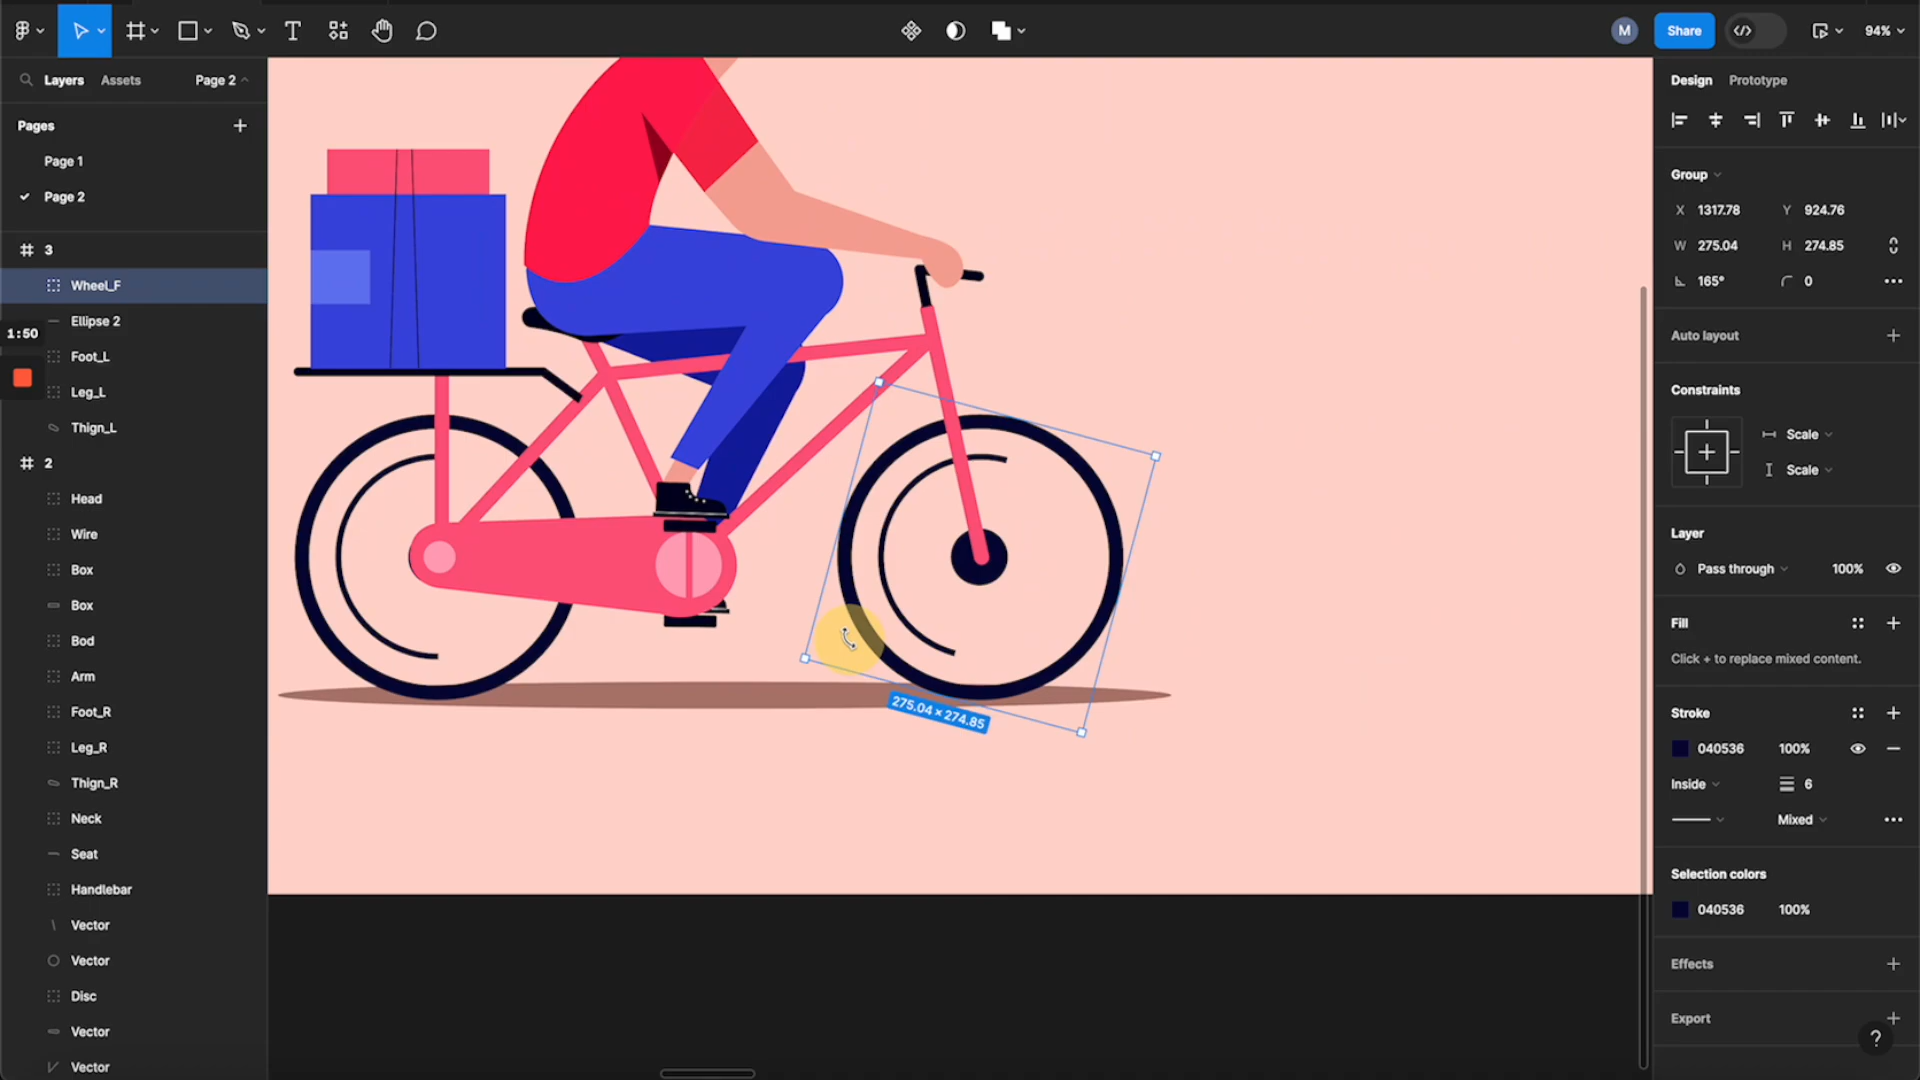 M
Share
94%
Layers
Assets
Page 2
Pages
Page 1
Page 2
3
Wheel_F
Ellipse 2
1:50
Foot_L
Leg_L
Thign_L
2
Head
Wire
Box
Box
Bod
Arm
Foot_R
Leg_R
Thign_R
Neck
Seat
Handlebar
Vector
Vector
Disc
Vector
Vector
275.04 × 274.85
Design
Prototype
Group
X 1317.78
Y 924.76
W 275.04
H 274.85
165°
0
Auto layout
Constraints
Scale
Scale
Layer
Pass through
100%
Fill
Click + to replace mixed content.
Stroke
040536
100%
Inside
6
Mixed
Selection colors
040536
100%
Effects
Export
?